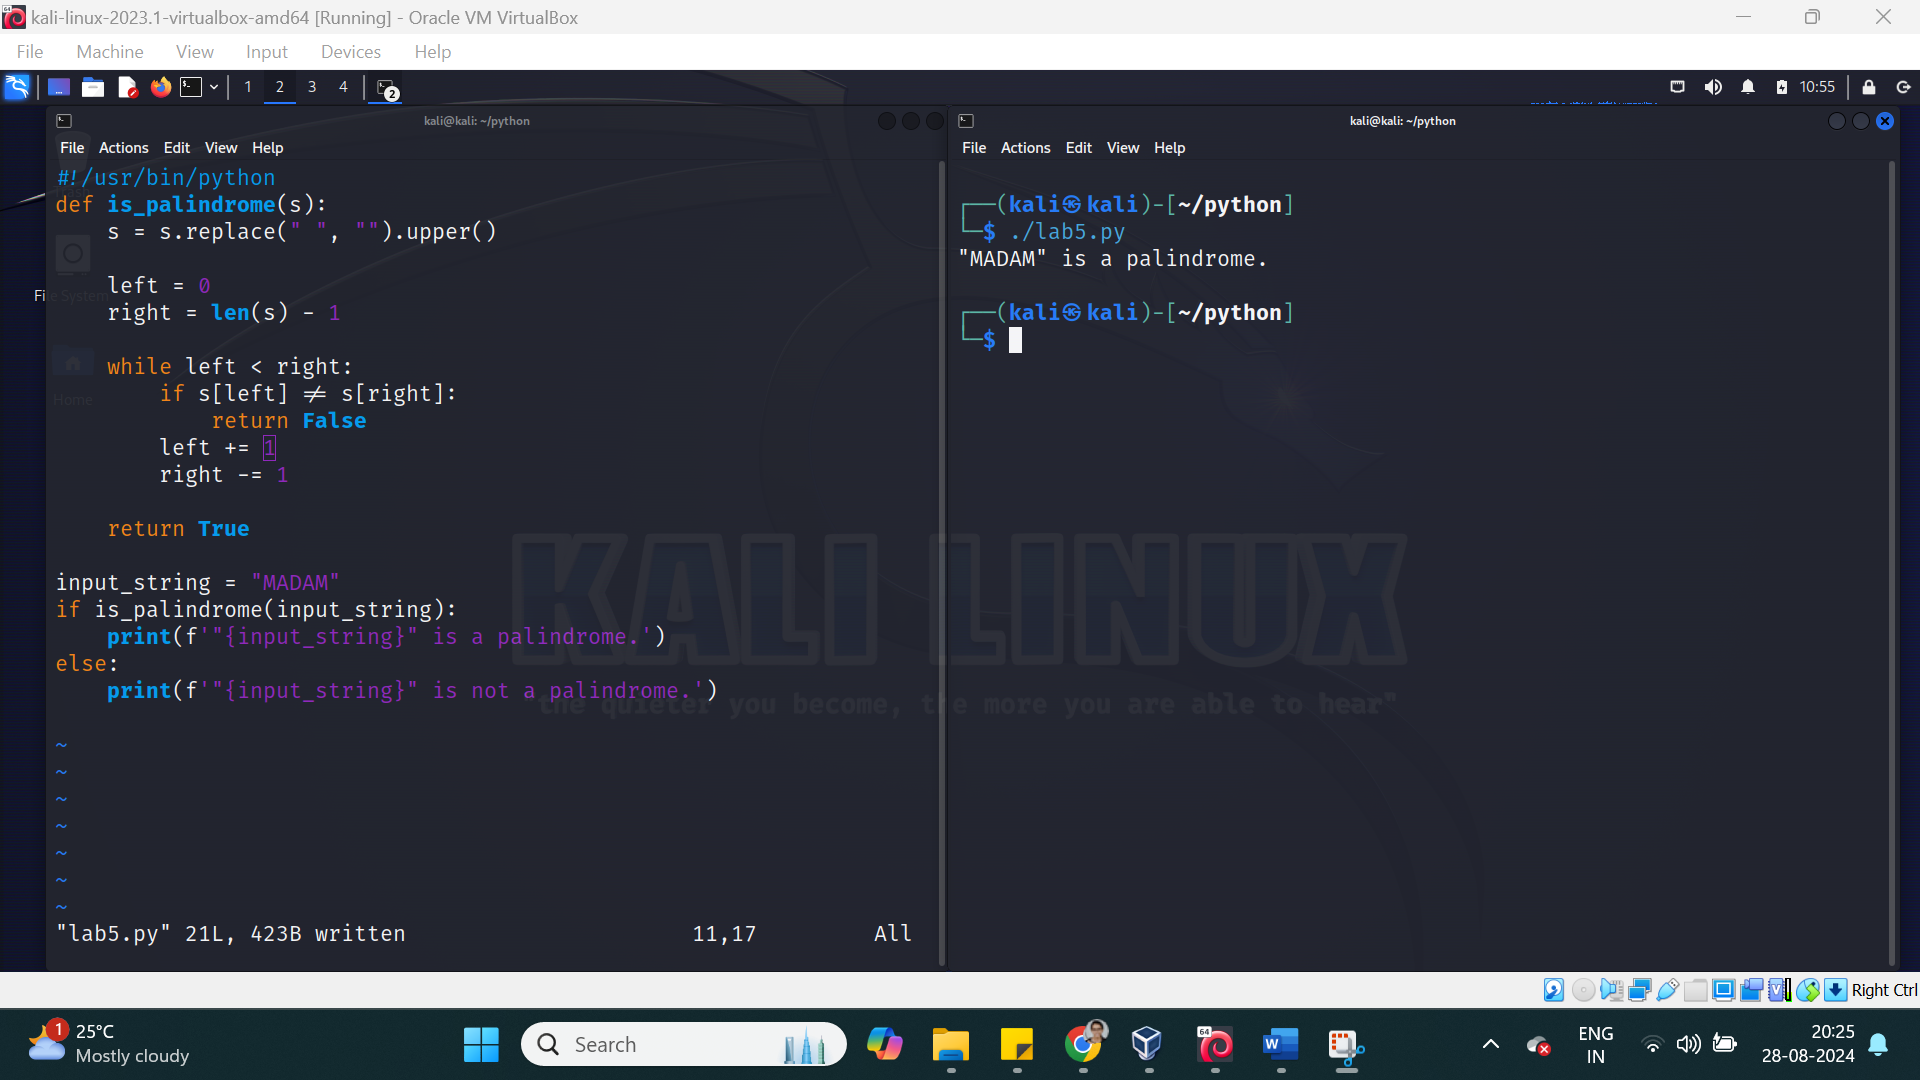 kali-linux-2023.1-virtualbox-amd64 [Running] - Oracle VM VirtualBox
File Machine View Input Devices Help
1 2 3 4 2 10:55
kali@kali: ~/python
File Actions Edit View Help
#!/usr/bin/python
def is_palindrome(s):
    s = s.replace(" ", "").upper()
    left = 0
    right = len(s) - 1
    while left < right:
        if s[left] ≠ s[right]:
            return False
        left += 1
        right -= 1
    return True
input_string = "MADAM"
if is_palindrome(input_string):
    print(f'"{input_string}" is a palindrome.')
else:
    print(f'"{input_string}" is not a palindrome.')
~
~
~
~
~
~
~
"lab5.py" 21L, 423B written 11,17 All
kali@kali: ~/python
File Actions Edit View Help
┌──(kali㉿kali)-[~/python]
└─$ ./lab5.py
"MADAM" is a palindrome.
┌──(kali㉿kali)-[~/python]
└─$
File System
Home
KALI LINUX
"the quieter you become, the more you are able to hear"
Right Ctrl
1 25°C
Mostly cloudy
Search
64
ENG
IN
20:25
28-08-2024